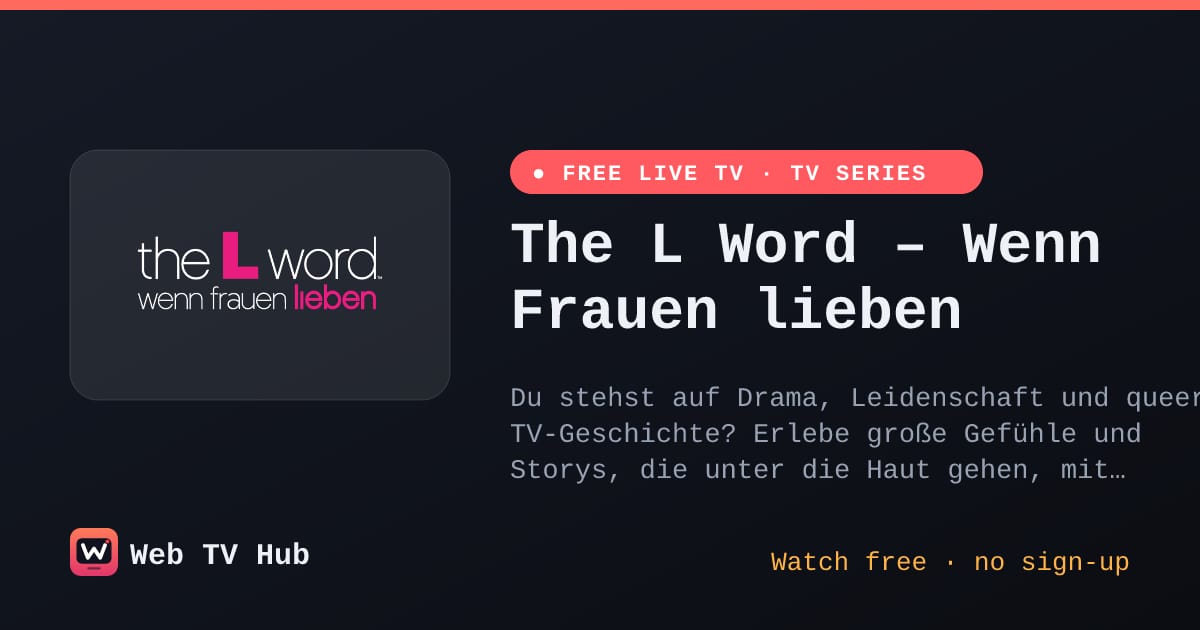 the L word™
wenn frauen lieben
● FREE LIVE TV · TV SERIES
The L Word – Wenn
Frauen lieben
Du stehst auf Drama, Leidenschaft und queer
TV-Geschichte? Erlebe große Gefühle und
Storys, die unter die Haut gehen, mit…
W
Web TV Hub
Watch free · no sign-up